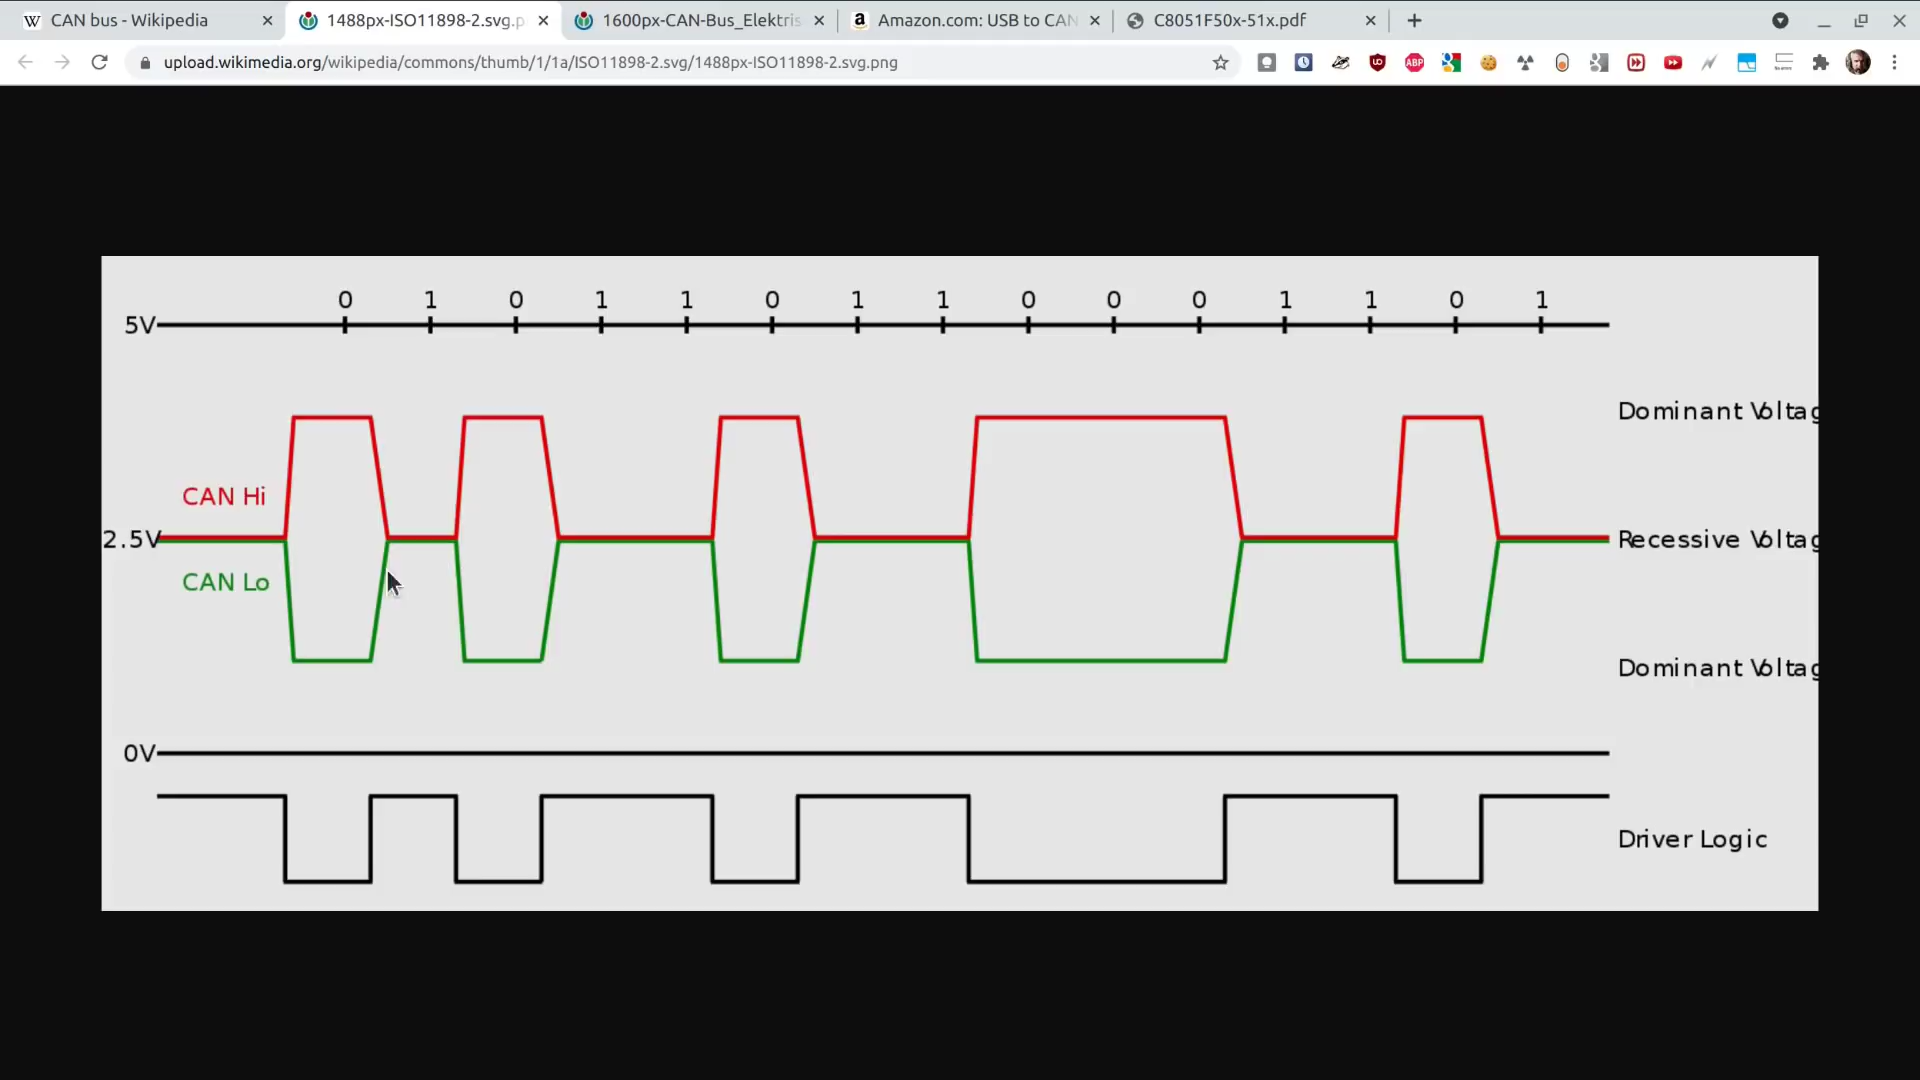 CAN bus - Wikipedia
1488px-ISO11898-2.svg.p
1600px-CAN-Bus_Elektris
Amazon.com: USB to CAN
C8051F50x-51x.pdf
upload.wikimedia.org/wikipedia/commons/thumb/1/1a/ISO11898-2.svg/1488px-ISO11898-2.svg.png
ABP
0 1 0 1 1 0 1 1 0 0 0 1 1 0 1
5V
Dominant Voltag
CAN Hi
2.5V
Recessive Voltag
CAN Lo
Dominant Voltag
0V
Driver Logic